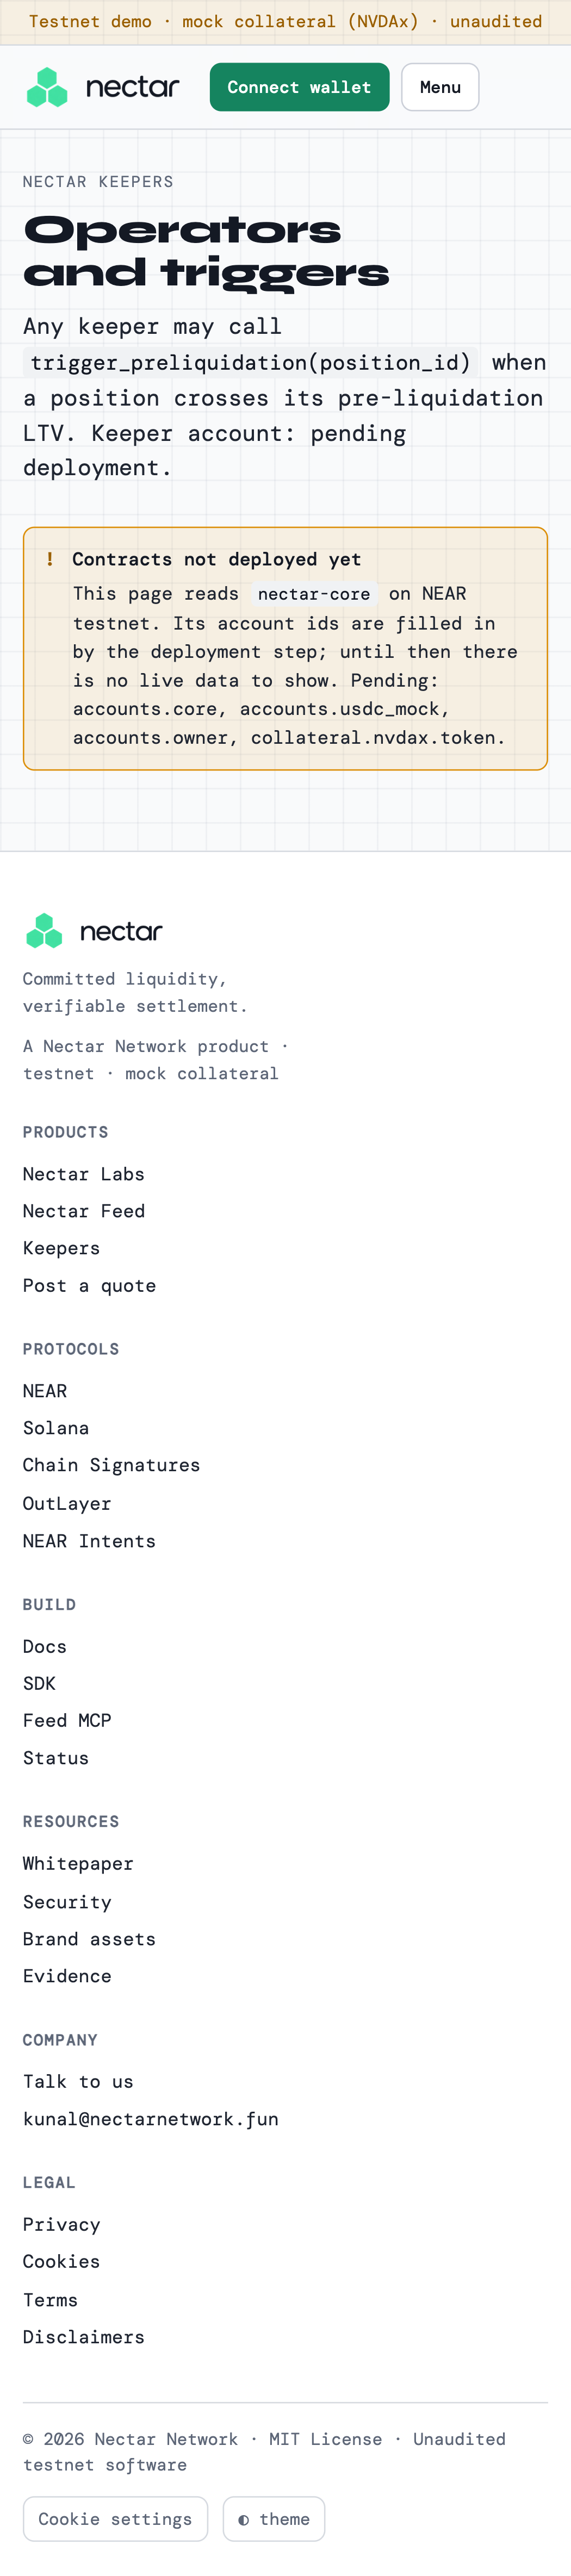 Testnet demo · mock collateral (NVDAx) · unaudited
nectar
Connect wallet
Menu
NECTAR KEEPERS
Operators
and triggers
Any keeper may call
trigger_preliquidation(position_id) when
a position crosses its pre-liquidation
LTV. Keeper account: pending
deployment.
! Contracts not deployed yet
This page reads nectar-core on NEAR
testnet. Its account ids are filled in
by the deployment step; until then there
is no live data to show. Pending:
accounts.core, accounts.usdc_mock,
accounts.owner, collateral.nvdax.token.
nectar
Committed liquidity,
verifiable settlement.
A Nectar Network product ·
testnet · mock collateral
PRODUCTS
Nectar Labs
Nectar Feed
Keepers
Post a quote
PROTOCOLS
NEAR
Solana
Chain Signatures
OutLayer
NEAR Intents
BUILD
Docs
SDK
Feed MCP
Status
RESOURCES
Whitepaper
Security
Brand assets
Evidence
COMPANY
Talk to us
kunal@nectarnetwork.fun
LEGAL
Privacy
Cookies
Terms
Disclaimers
© 2026 Nectar Network · MIT License · Unaudited
testnet software
Cookie settings
◐ theme